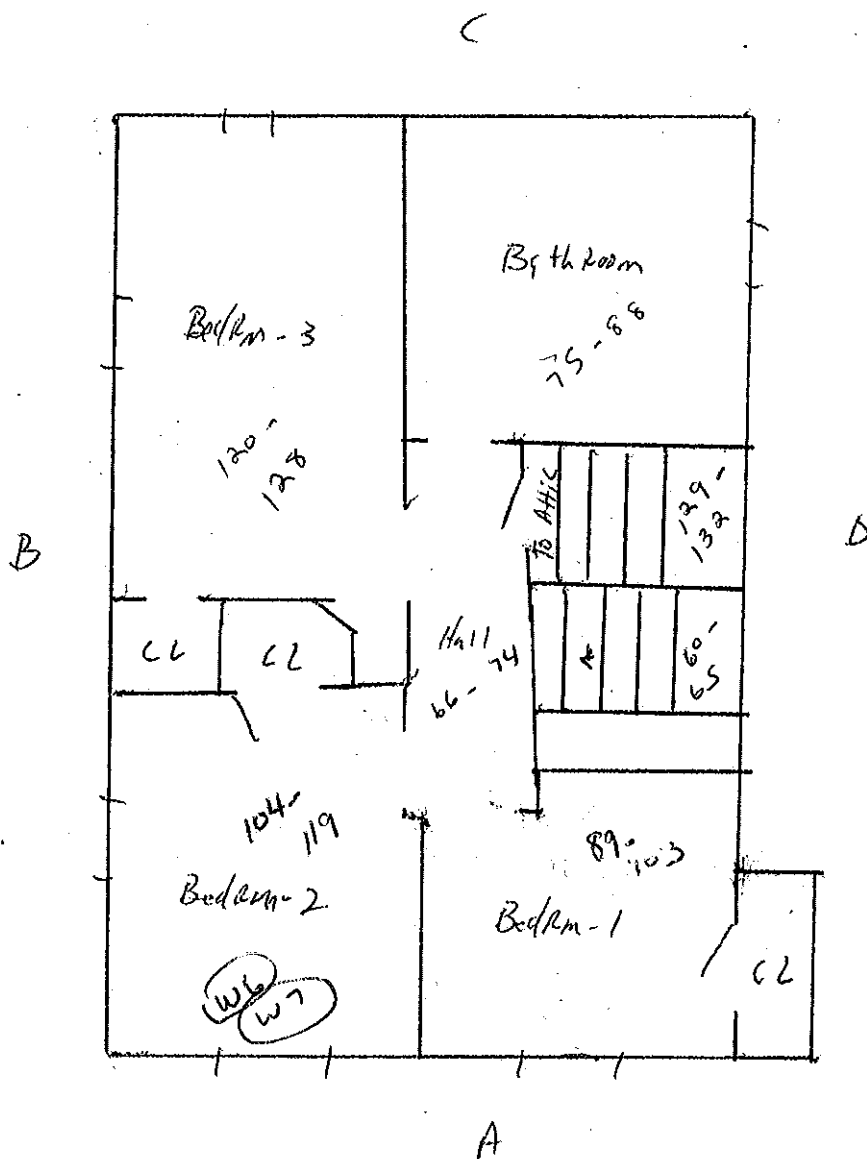 C
Bathroom
75-88
BedRm-3
120-
128
To Attic
129-
132
B
D
CL
CL
Hall
66-74
60-
65
104-
119
89-103
BedRm-2
BedRm-1
W6
W7
CL
A